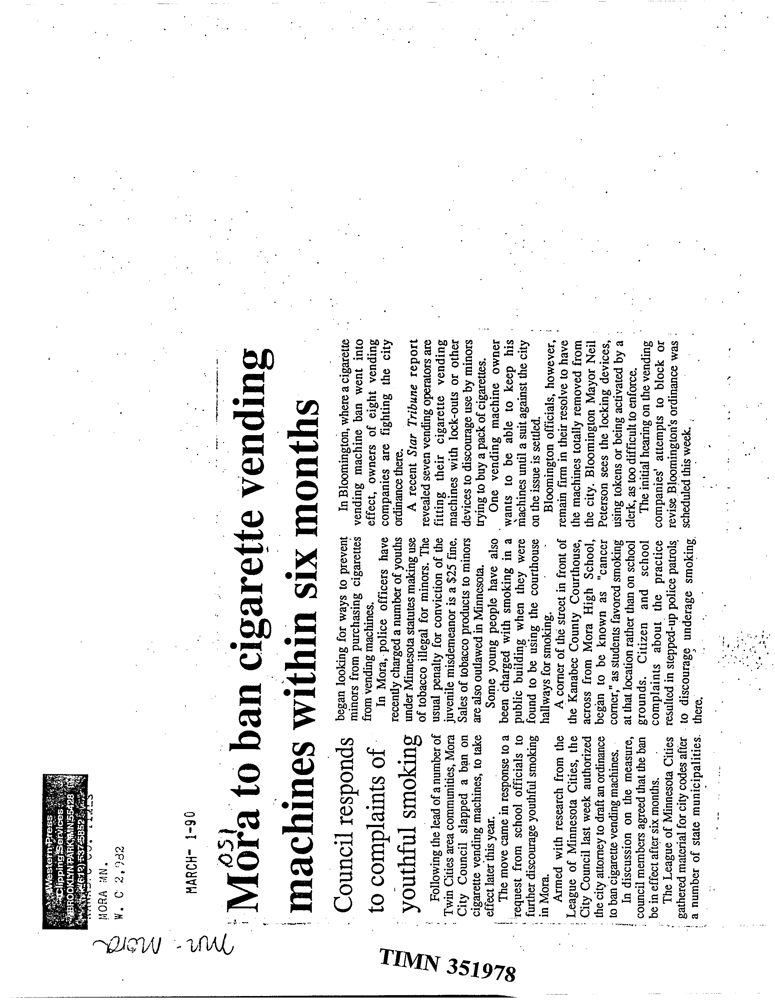 Western Press
Clipping Services
BROOKLYN PARK MN 55428
(612) 537-8852
MORA MN.
W. C 2,982
MARCH- 1-90
051
Mora to ban cigarette vending
machines within six months
Council responds
to complaints of
youthful smoking
Following the lead of a number of
Twin Cities area communities, Mora
City Council slapped a ban on
cigarette vending machines, to take
effect later this year.
The move came in response to a
request from school officials to
further discourage youthful smoking
in Mora.
Armed with research from the
League of Minnesota Cities, the
City Council last week authorized
the city attorney to draft an ordinance
to ban cigarette vending machines.
In discussion on the measure,
council members agreed that the ban
be in effect after six months.
The League of Minnesota Cities
gathered material for city codes after
a number of state municipalities
began looking for ways to prevent
minors from purchasing cigarettes
from vending machines.
In Mora, police officers have
recently charged a number of youths
under Minnesota statutes making use
of tobacco illegal for minors. The
usual penalty for conviction of the
juvenile misdemeanor is a $25 fine.
Sales of tobacco products to minors
are also outlawed in Minnesota.
Some young people have also
been charged with smoking in a
public building when they were
found to be using the courthouse
hallways for smoking.
A corner of the street in front of
the Kanabec County Courthouse,
across from Mora High School,
began to be known as "cancer
corner," as students favored smoking
at that location rather than on school
grounds. Citizen and school
complaints about the practice
resulted in stepped-up police patrols
to discourage underage smoking
there.
In Bloomington, where a cigarette
vending machine ban went into
effect, owners of eight vending
companies are fighting the city
ordinance there.
A recent Star Tribune report
revealed seven vending operators are
fitting their cigarette vending
machines with lock-outs or other
devices to discourage use by minors
trying to buy a pack of cigarettes.
One vending machine owner
wants to be able to keep his
machines until a suit against the city
on the issue is settled.
Bloomington officials, however,
remain firm in their resolve to have
the machines totally removed from
the city. Bloomington Mayor Neil
Peterson sees the locking devices,
using tokens or being activated by a
clerk, as too difficult to enforce.
The initial hearing on the vending
companies' attempts to block or
revise Bloomington's ordinance was
scheduled this week.
mn - Mora
TIMN 351978